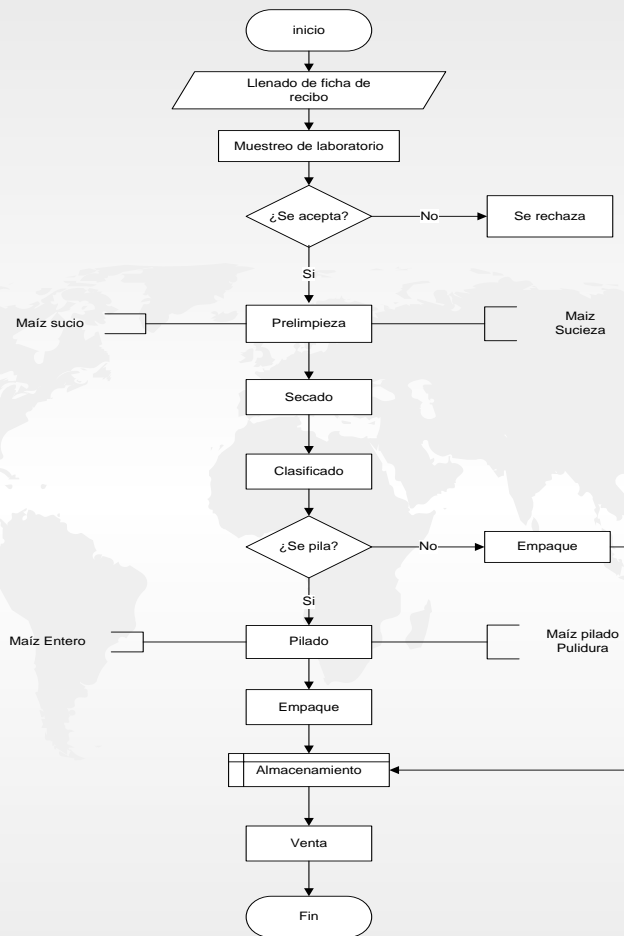 inicio
Llenado de ficha de
recibo
Muestreo de laboratorio
¿Se acepta?
No
Se rechaza
Si
Maíz sucio
Prelimpieza
Maiz
Sucieza
Secado
Clasificado
¿Se pila?
No
Empaque
Si
Maíz Entero
Pilado
Maíz pilado
Pulidura
Empaque
Almacenamiento
Venta
Fin